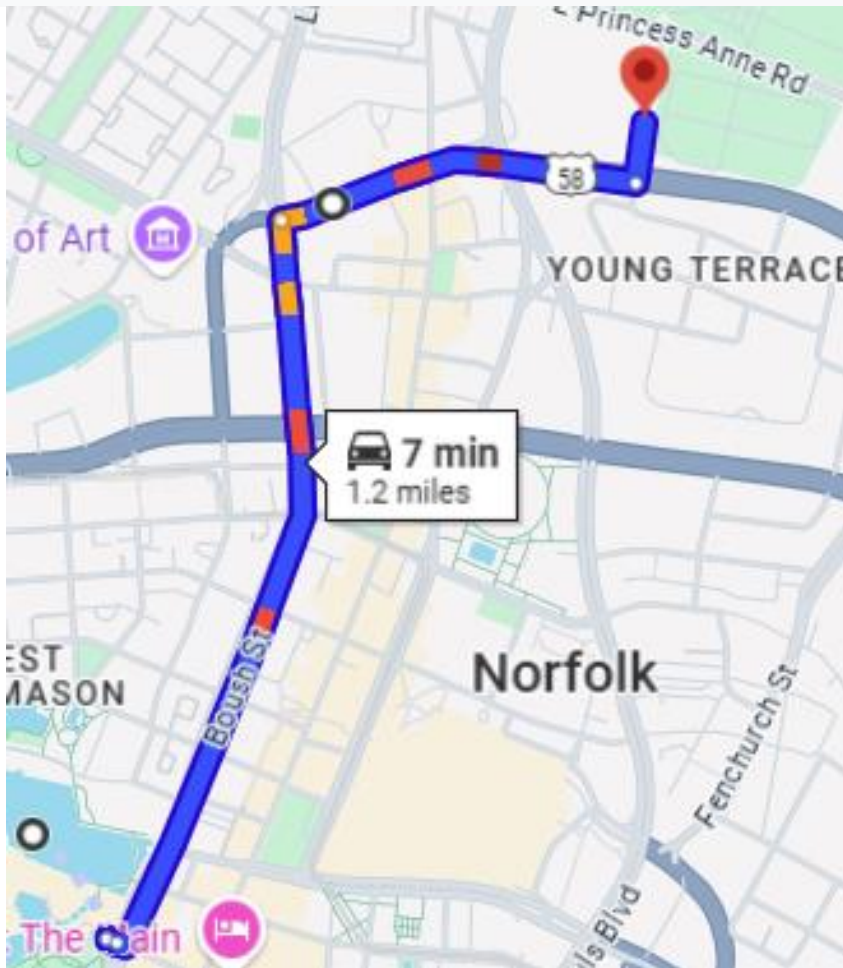 E Princess Anne Rd
58
of Art
YOUNG TERRACE
7 min
1.2 miles
EST
MASON
Boush St
Norfolk
Fenchurch St
The
ls Blvd